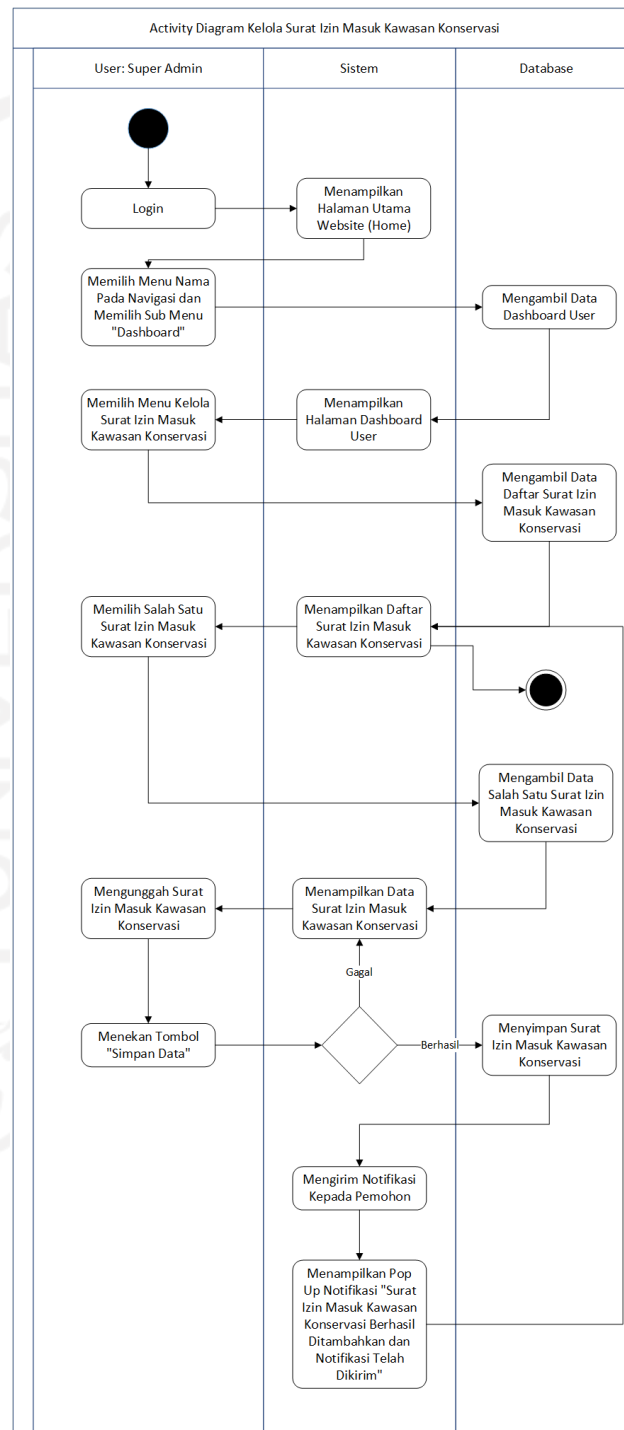 Activity Diagram Kelola Surat Izin Masuk Kawasan Konservasi
User: Super Admin
Sistem
Database
Login
Menampilkan
Halaman Utama
Website (Home)
Memilih Menu Nama
Pada Navigasi dan
Memilih Sub Menu
"Dashboard"
Mengambil Data
Dashboard User
Memilih Menu Kelola
Surat Izin Masuk
Kawasan Konservasi
Menampilkan
Halaman Dashboard
User
Mengambil Data
Daftar Surat Izin
Masuk Kawasan
Konservasi
Memilih Salah Satu
Surat Izin Masuk
Kawasan Konservasi
Menampilkan Daftar
Surat Izin Masuk
Kawasan Konservasi
Mengambil Data
Salah Satu Surat Izin
Masuk Kawasan
Konservasi
Mengunggah Surat
Izin Masuk Kawasan
Konservasi
Menampilkan Data
Surat Izin Masuk
Kawasan Konservasi
Gagal
Menekan Tombol
"Simpan Data"
Berhasil
Menyimpan Surat
Izin Masuk Kawasan
Konservasi
Mengirim Notifikasi
Kepada Pemohon
Menampilkan Pop
Up Notifikasi "Surat
Izin Masuk Kawasan
Konservasi Berhasil
Ditambahkan dan
Notifikasi Telah
Dikirim"